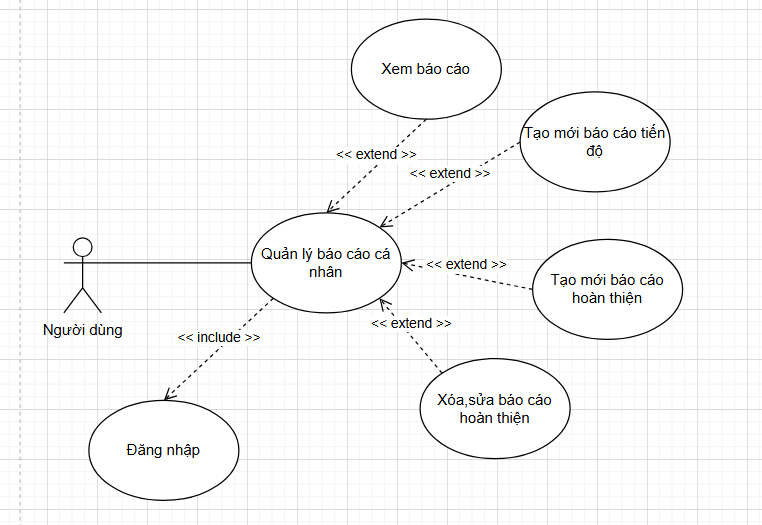 Xem báo cáo
<< extend >>
Tạo mới báo cáo tiến
độ
<< extend >>
Quản lý báo cáo cá
nhân
<< extend >>
Tạo mới báo cáo
hoàn thiện
Người dùng
<< include >>
<< extend >>
Xóa,sửa báo cáo
hoàn thiện
Đăng nhập